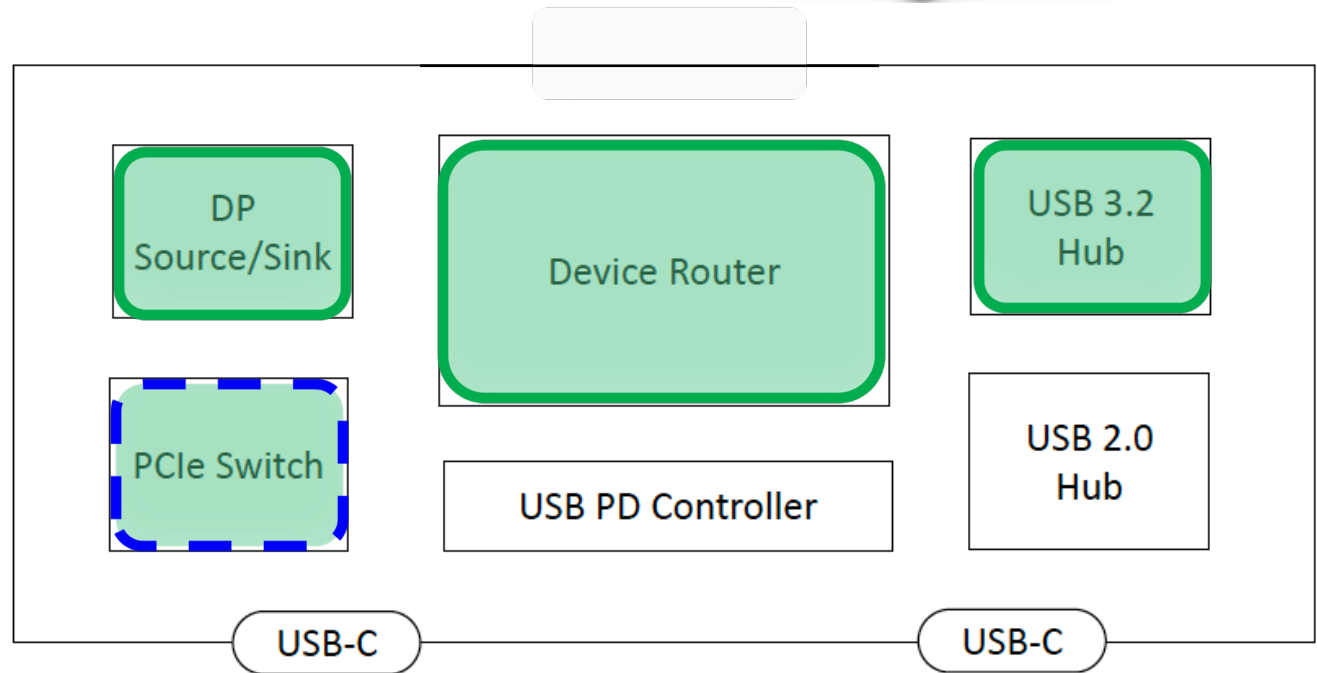 DP
Source/Sink
Device Router
USB 3.2
Hub
PCIe Switch
USB PD Controller
USB 2.0
Hub
USB-C
USB-C